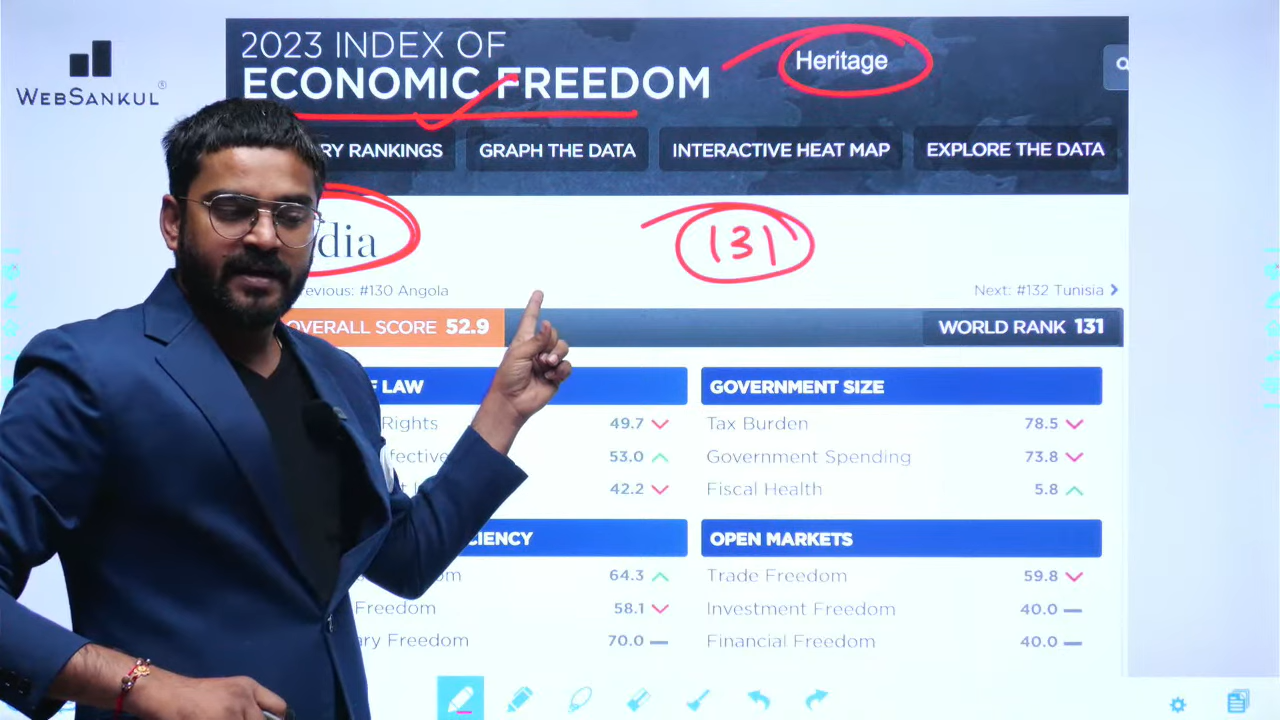 WEBSANKUL®
2023 INDEX OF
ECONOMIC FREEDOM
Heritage
RY RANKINGS
GRAPH THE DATA
INTERACTIVE HEAT MAP
EXPLORE THE DATA
dia
131
evious: #130 Angola
Next: #132 Tunisia
OVERALL SCORE 52.9
WORLD RANK 131
F LAW
GOVERNMENT SIZE
Rights 49.7
Tax Burden 78.5
ffective 53.0
Government Spending 73.8
42.2
Fiscal Health 5.8
CIENCY
OPEN MARKETS
om 64.3
Trade Freedom 59.8
Freedom 58.1
Investment Freedom 40.0
ary Freedom 70.0
Financial Freedom 40.0